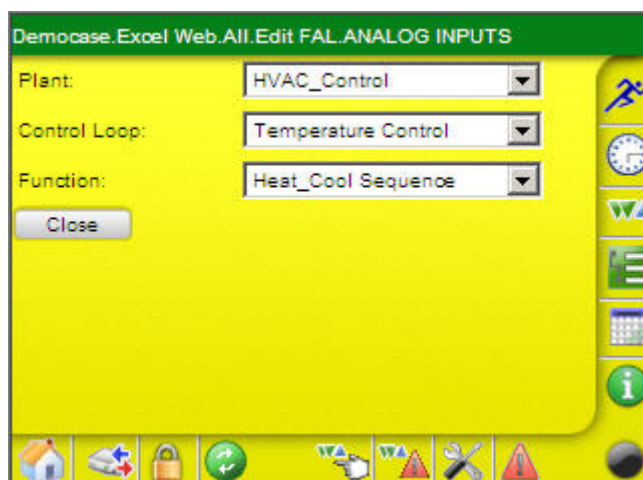 Democase.Excel Web.All.Edit FAL.ANALOG INPUTS
Plant: HVAC_Control
Control Loop: Temperature Control
Function: Heat_Cool Sequence
Close